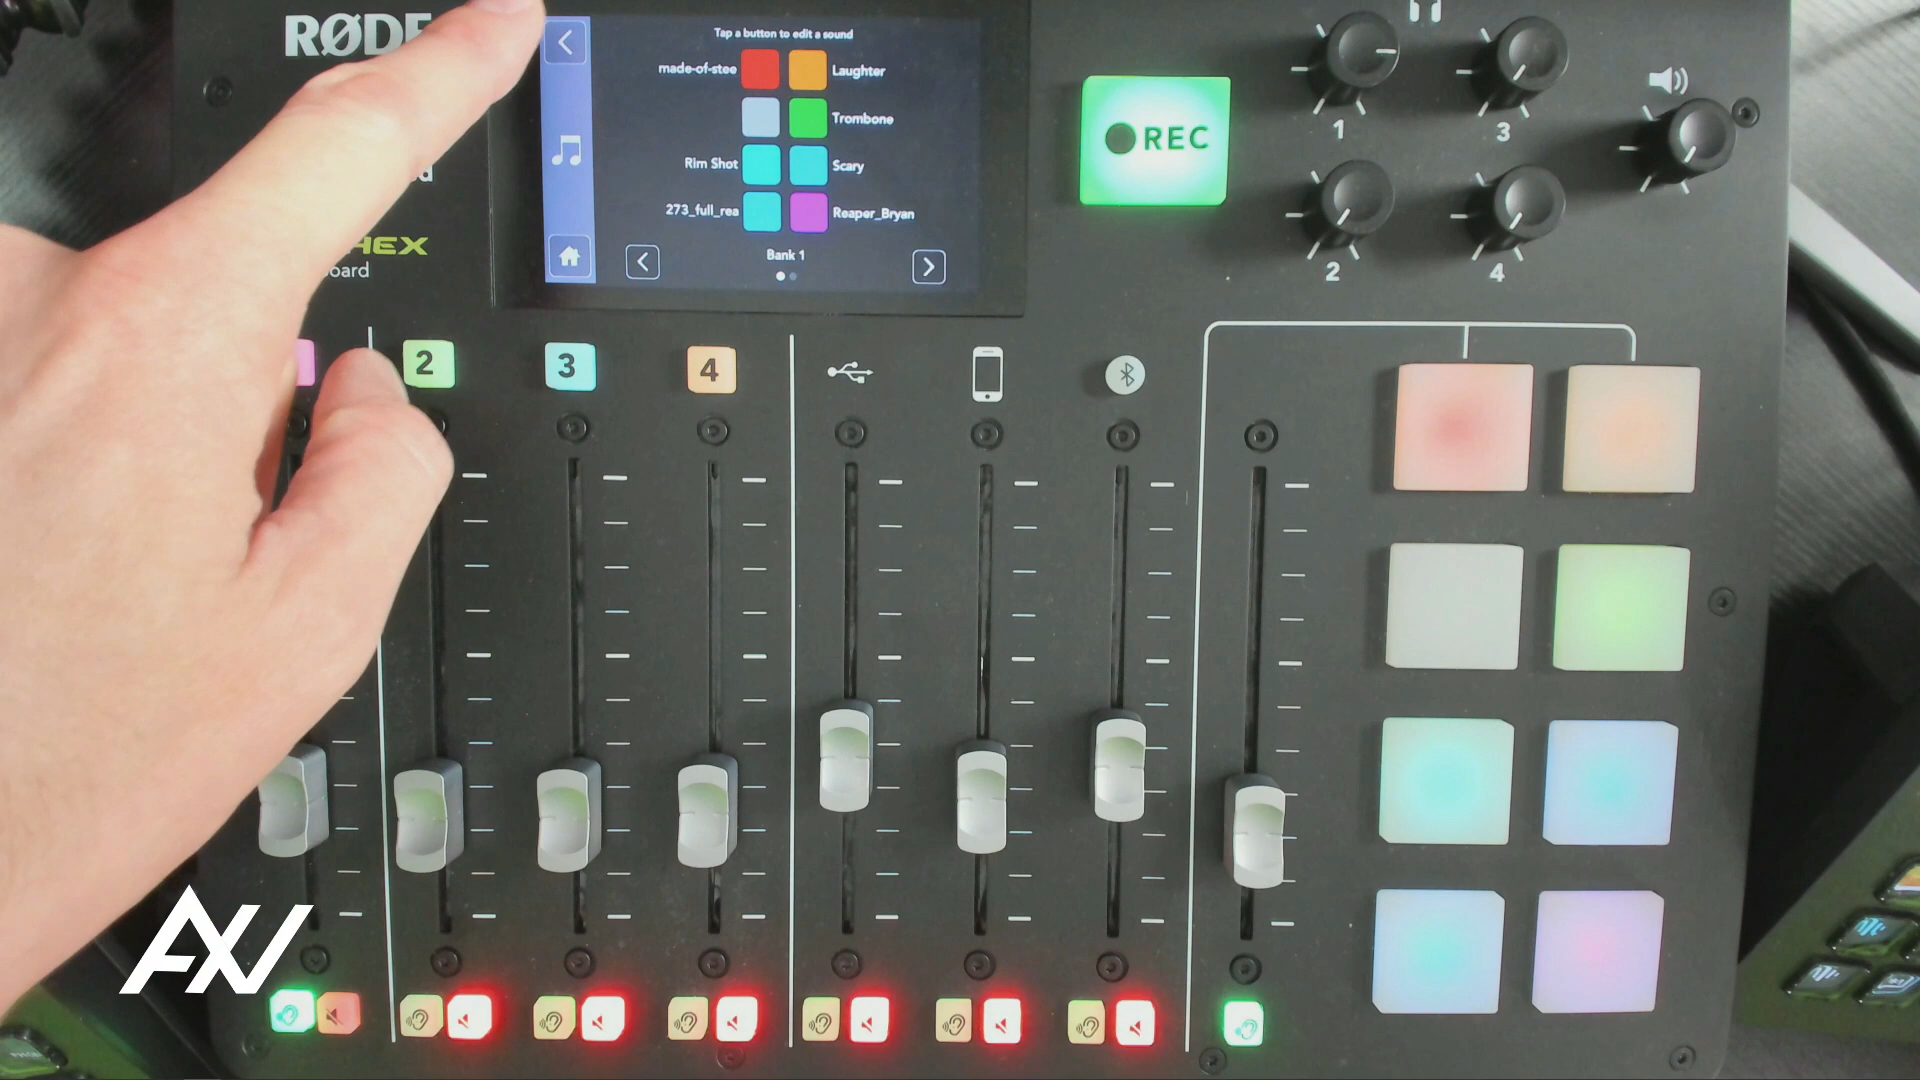 RØDE
Tap a button to edit a sound
made-of-stee
Laughter
Trombone
Rim Shot
Scary
273_full_rea
Reaper_Bryan
Bank 1
REC
1
3
2
4
HEX
oard
2
3
4